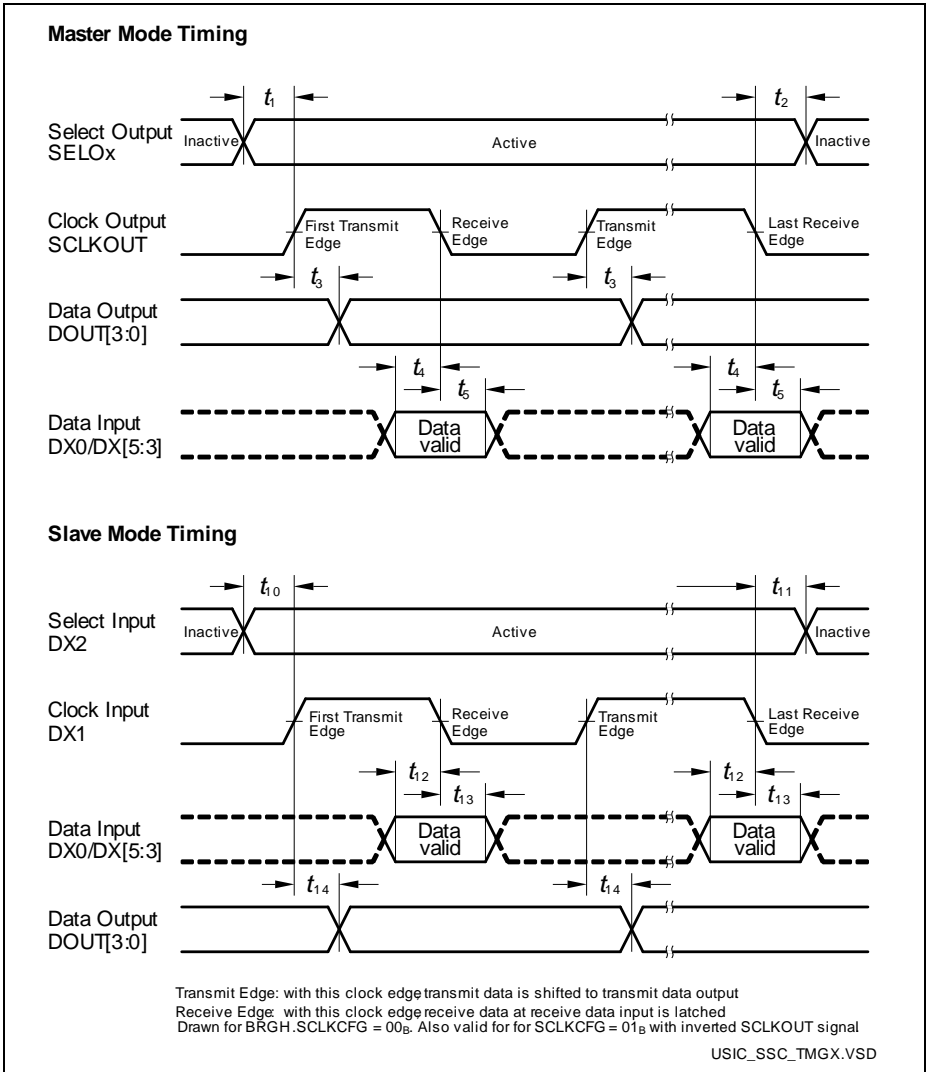 Master Mode Timing
t1
t2
Select Output
SELOx
Inactive
Active
Inactive
Clock Output
SCLKOUT
First Transmit
Edge
Receive
Edge
Transmit
Edge
Last Receive
Edge
t3
t3
Data Output
DOUT[3:0]
t4
t5
t4
t5
Data Input
DX0/DX[5:3]
Data
valid
Data
valid
Slave Mode Timing
t10
t11
Select Input
DX2
Inactive
Active
Inactive
Clock Input
DX1
First Transmit
Edge
Receive
Edge
Transmit
Edge
Last Receive
Edge
t12
t13
t12
t13
Data Input
DX0/DX[5:3]
Data
valid
Data
valid
t14
t14
Data Output
DOUT[3:0]
Transmit Edge: with this clock edge, transmit data is shifted to transmit data output
Receive Edge: with this clock edge, receive data at receive data input is latched
Drawn for BRGH.SCLKCFG = 00B. Also valid for for SCLKCFG = 01B with inverted SCLKOUT signal.
USIC_SSC_TMGX.VSD